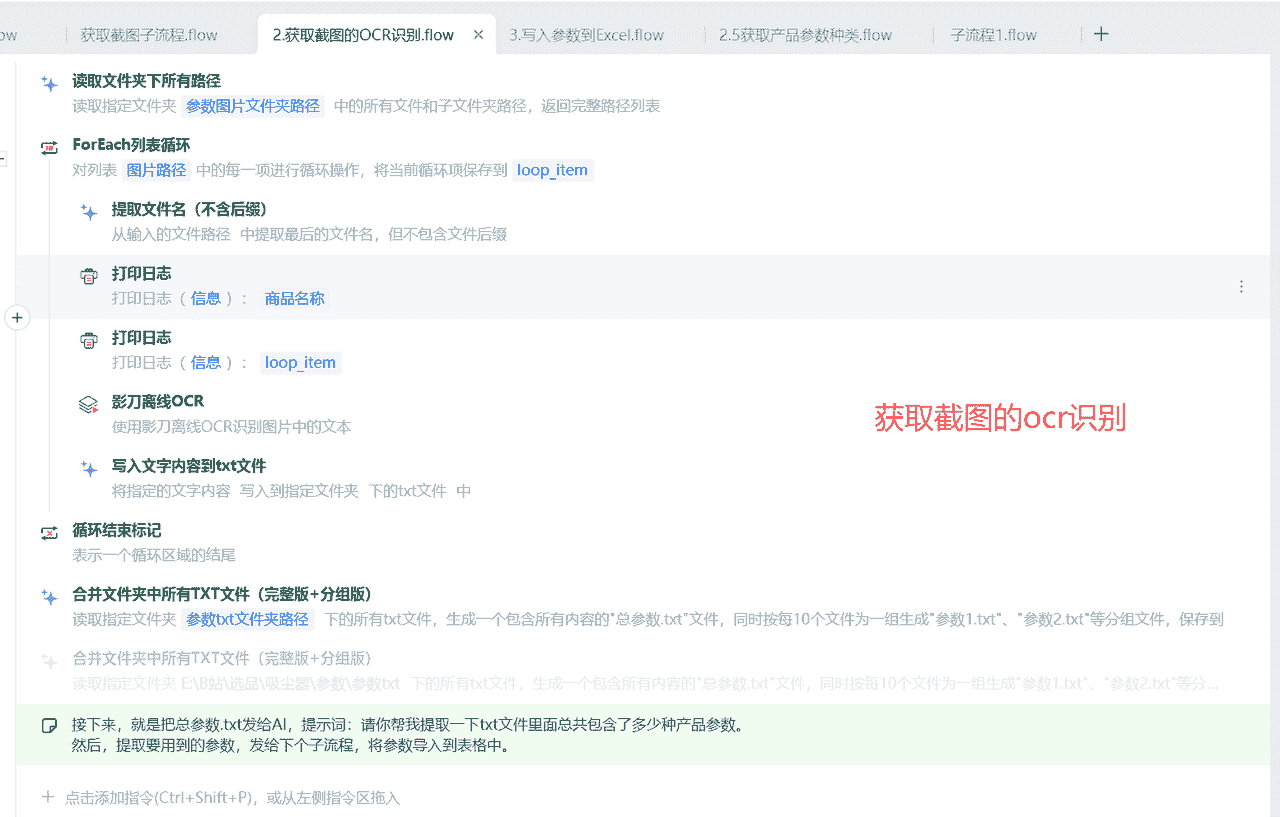 ow
获取截图子流程.flow
2.获取截图的OCR识别.flow
3.写入参数到Excel.flow
2.5获取产品参数种类.flow
子流程1.flow
读取文件夹下所有路径
读取指定文件夹 参数图片文件夹路径 中的所有文件和子文件夹路径，返回完整路径列表
ForEach列表循环
对列表 图片路径 中的每一项进行循环操作，将当前循环项保存到 loop_item
提取文件名（不含后缀）
从输入的文件路径 中提取最后的文件名，但不包含文件后缀
打印日志
打印日志（ 信息 ）： 商品名称
打印日志
打印日志（ 信息 ）： loop_item
影刀离线OCR
使用影刀离线OCR识别图片中的文本
获取截图的ocr识别
写入文字内容到txt文件
将指定的文字内容 写入到指定文件夹 下的txt文件 中
循环结束标记
表示一个循环区域的结尾
合并文件夹中所有TXT文件（完整版+分组版）
读取指定文件夹 参数txt文件夹路径 下的所有txt文件，生成一个包含所有内容的"总参数.txt"文件，同时按每10个文件为一组生成"参数1.txt"、"参数2.txt"等分组文件，保存到
合并文件夹中所有TXT文件（完整版+分组版）
读取指定文件夹 E:\B站\选品\吸尘器\参数\参数txt 下的所有txt文件，生成一个包含所有内容的"总参数.txt"文件，同时按每10个文件为一组生成"参数1.txt"、"参数2.txt"等分...
接下来，就是把总参数.txt发给AI，提示词：请你帮我提取一下txt文件里面总共包含了多少种产品参数。
然后，提取要用到的参数，发给下个子流程，将参数导入到表格中。
点击添加指令(Ctrl+Shift+P)，或从左侧指令区拖入